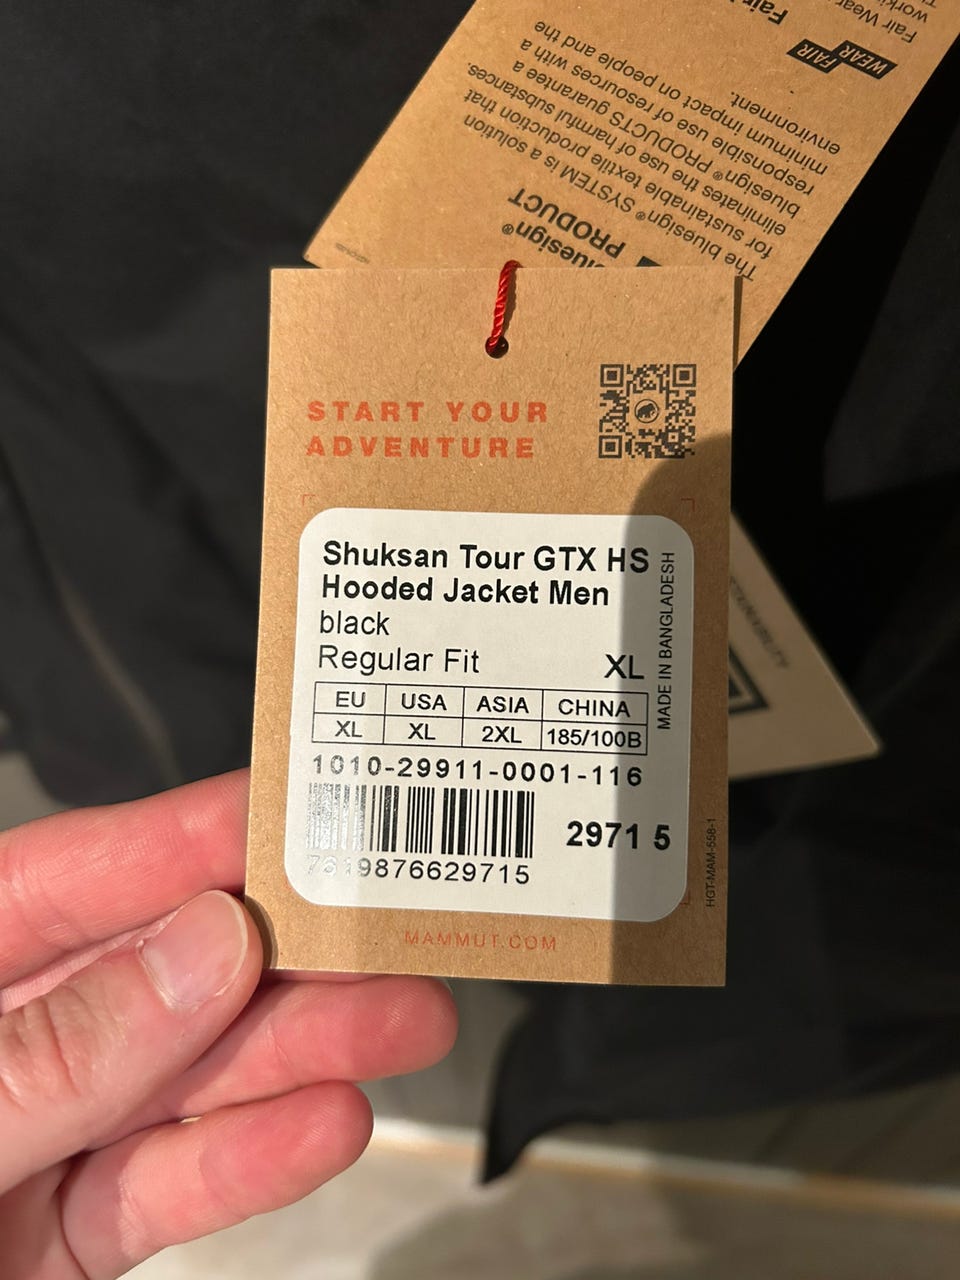 Fair Wear
FAIR
WEAR
bluesign®
PRODUCT
The bluesign® SYSTEM is a solution
for sustainable textile production that
eliminates the use of harmful substances.
bluesign® PRODUCTS guarantee a
responsible use of resources with a
minimum impact on people and the
environment.
START YOUR
ADVENTURE
Shuksan Tour GTX HS
Hooded Jacket Men
black
Regular Fit XL
EU USA ASIA CHINA
XL XL 2XL 185/100B
MADE IN BANGLADESH
1010-29911-0001-116
2971 5
7619876629715
HGT-MAM-558-1
MAMMUT.COM